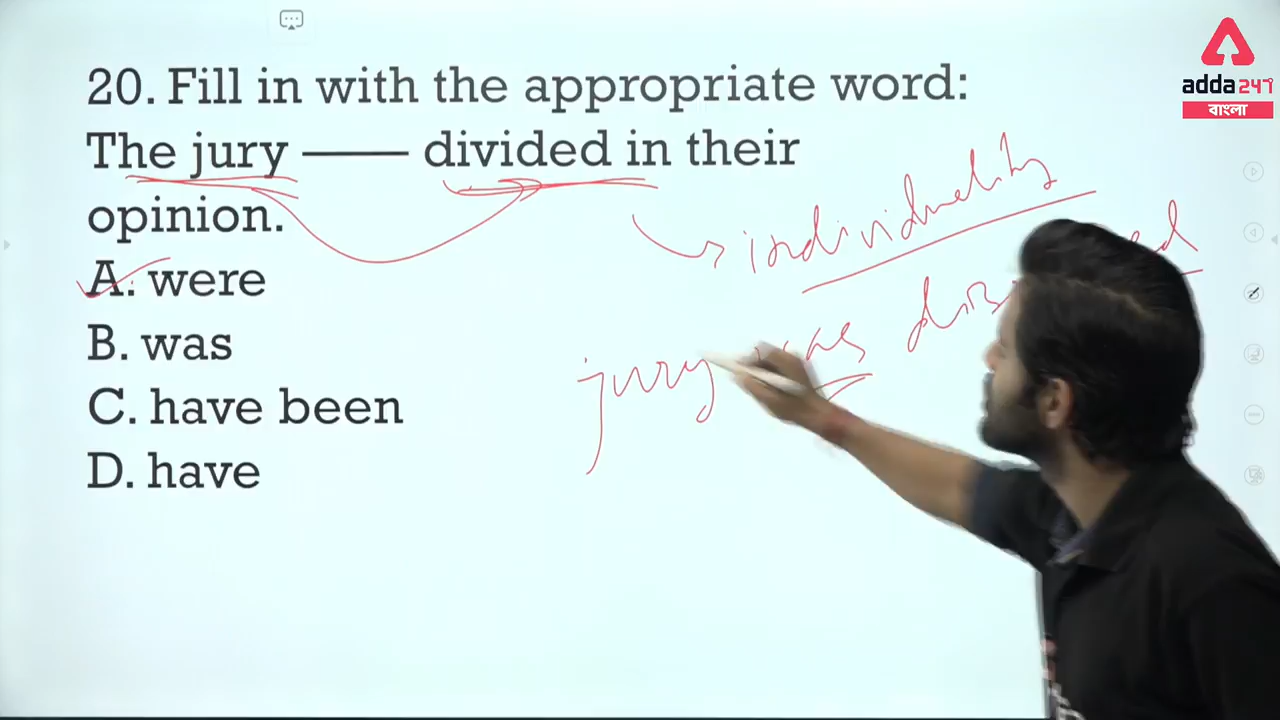 adda247
বাংলা
20. Fill in with the appropriate word:
The jury —— divided in their
opinion.
A. were
B. was
C. have been
D. have
individuality
jury was